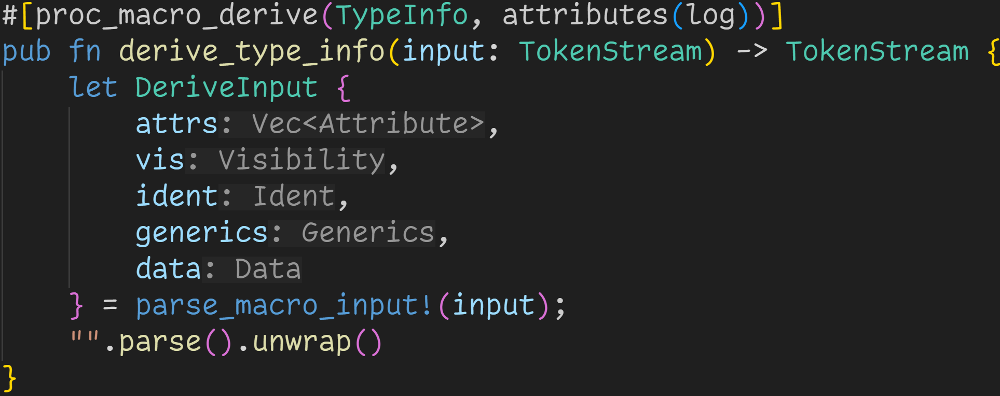 #[proc_macro_derive(TypeInfo, attributes(log))]
pub fn derive_type_info(input: TokenStream) -> TokenStream {
    let DeriveInput {
        attrs: Vec<Attribute>,
        vis: Visibility,
        ident: Ident,
        generics: Generics,
        data: Data
    } = parse_macro_input!(input);
    "".parse().unwrap()
}